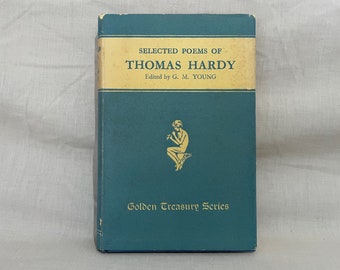 SELECTED POEMS OF
THOMAS HARDY
Edited by G. M. YOUNG
Golden Treasury Series